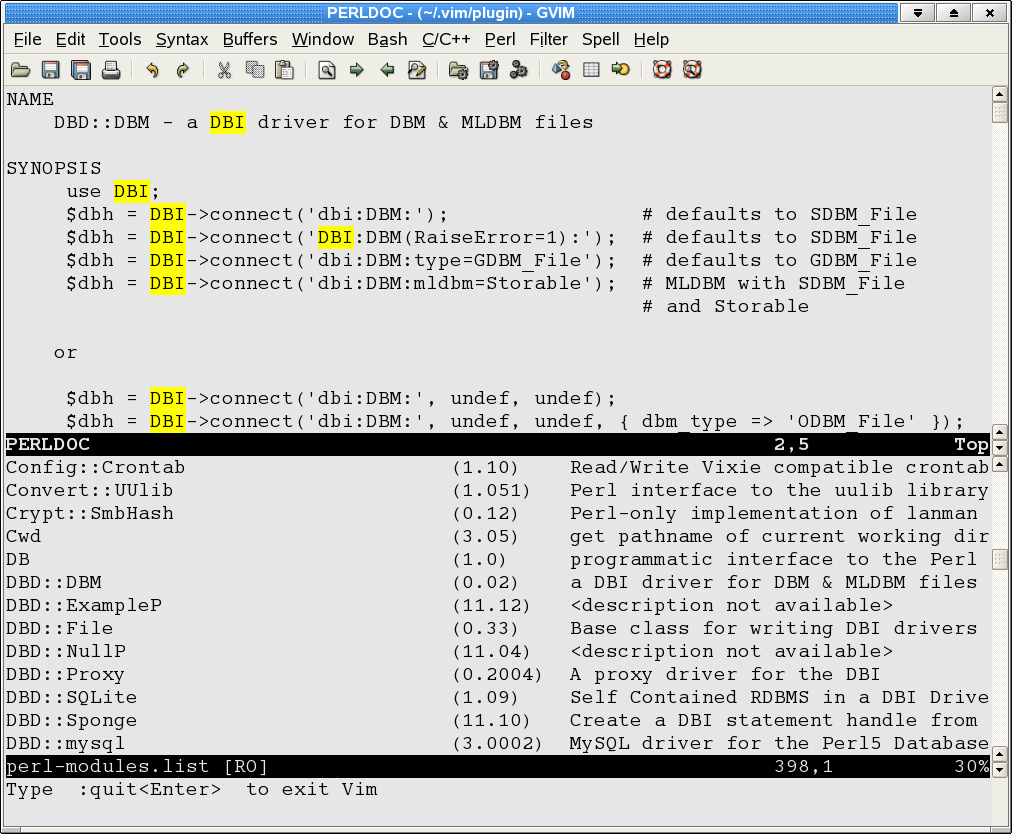 PERLDOC - (~/.vim/plugin) - GVIM
File Edit Tools Syntax Buffers Window Bash C/C++ Perl Filter Spell Help
NAME
    DBD::DBM - a DBI driver for DBM & MLDBM files
SYNOPSIS
     use DBI;
     $dbh = DBI->connect('dbi:DBM:');                # defaults to SDBM_File
     $dbh = DBI->connect('DBI:DBM(RaiseError=1):');  # defaults to SDBM_File
     $dbh = DBI->connect('dbi:DBM:type=GDBM_File');  # defaults to GDBM_File
     $dbh = DBI->connect('dbi:DBM:mldbm=Storable');  # MLDBM with SDBM_File
                                                     # and Storable
    or
     $dbh = DBI->connect('dbi:DBM:', undef, undef);
     $dbh = DBI->connect('dbi:DBM:', undef, undef, { dbm_type => 'ODBM_File' });
PERLDOC 2,5 Top
Config::Crontab (1.10) Read/Write Vixie compatible crontab
Convert::UUlib (1.051) Perl interface to the uulib library
Crypt::SmbHash (0.12) Perl-only implementation of lanman
Cwd (3.05) get pathname of current working dir
DB (1.0) programmatic interface to the Perl
DBD::DBM (0.02) a DBI driver for DBM & MLDBM files
DBD::ExampleP (11.12) <description not available>
DBD::File (0.33) Base class for writing DBI drivers
DBD::NullP (11.04) <description not available>
DBD::Proxy (0.2004) A proxy driver for the DBI
DBD::SQLite (1.09) Self Contained RDBMS in a DBI Drive
DBD::Sponge (11.10) Create a DBI statement handle from
DBD::mysql (3.0002) MySQL driver for the Perl5 Database
perl-modules.list [RO] 398,1 30%
Type  :quit<Enter>  to exit Vim